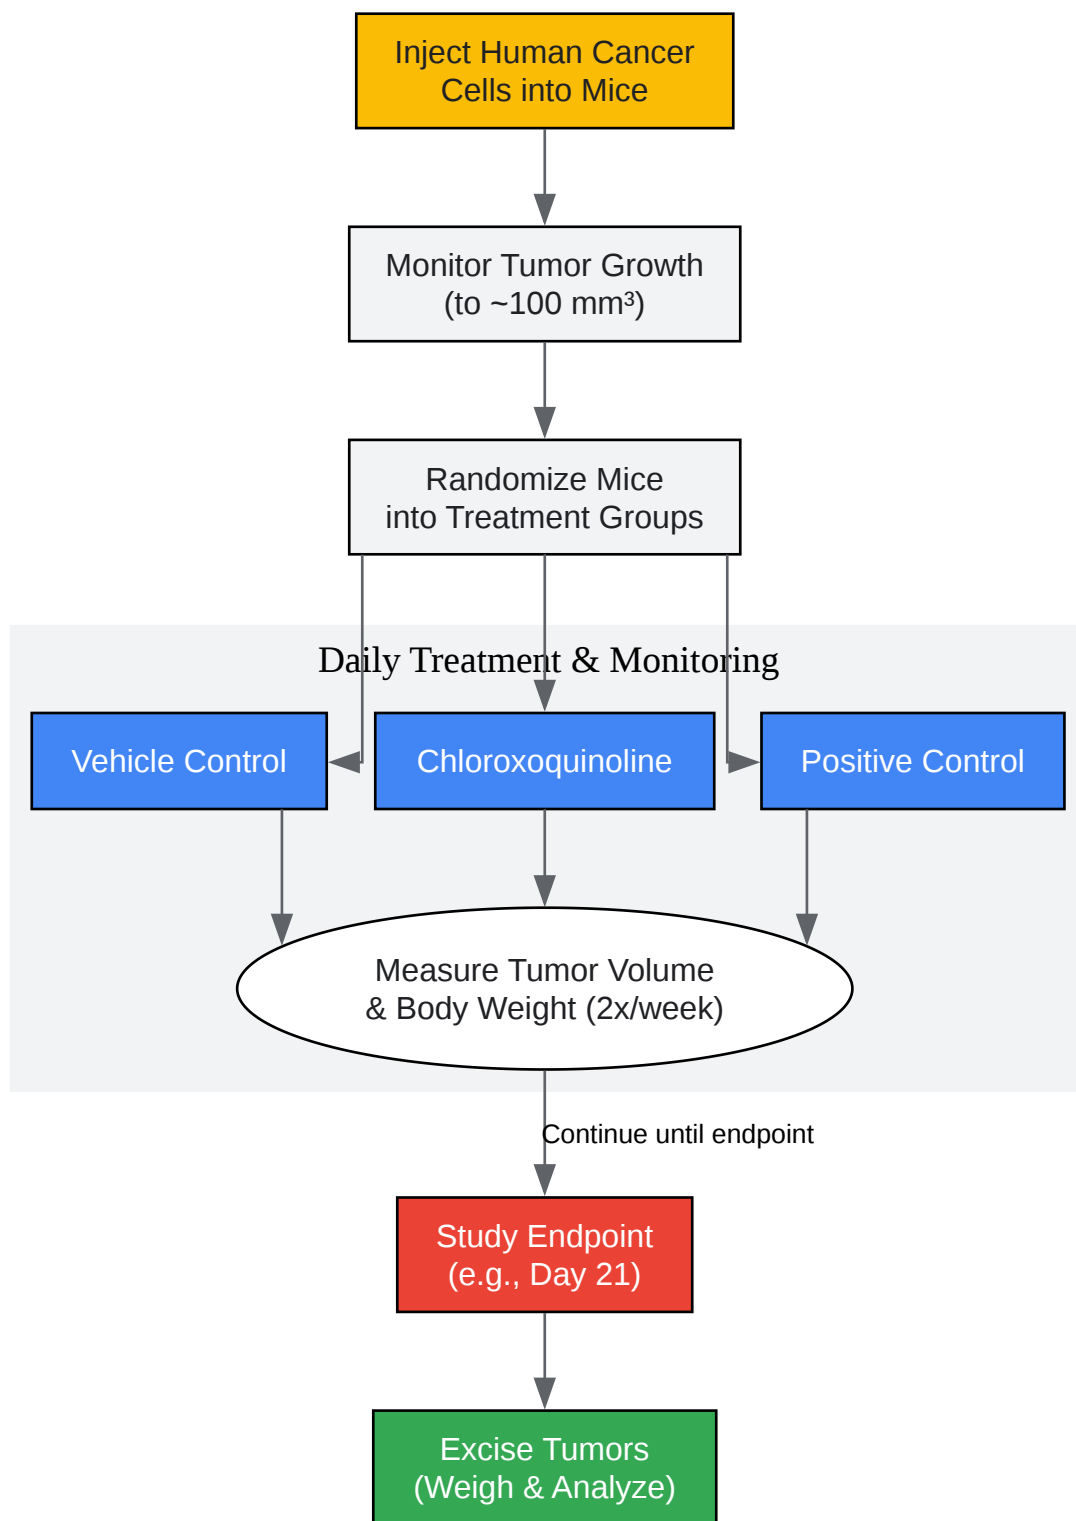 Inject Human Cancer
Cells into Mice
Monitor Tumor Growth
(to ~100 mm³)
Randomize Mice
into Treatment Groups
Daily Treatment & Monitoring
Vehicle Control
Chloroxoquinoline
Positive Control
Measure Tumor Volume
& Body Weight (2x/week)
Continue until endpoint
Study Endpoint
(e.g., Day 21)
Excise Tumors
(Weigh & Analyze)